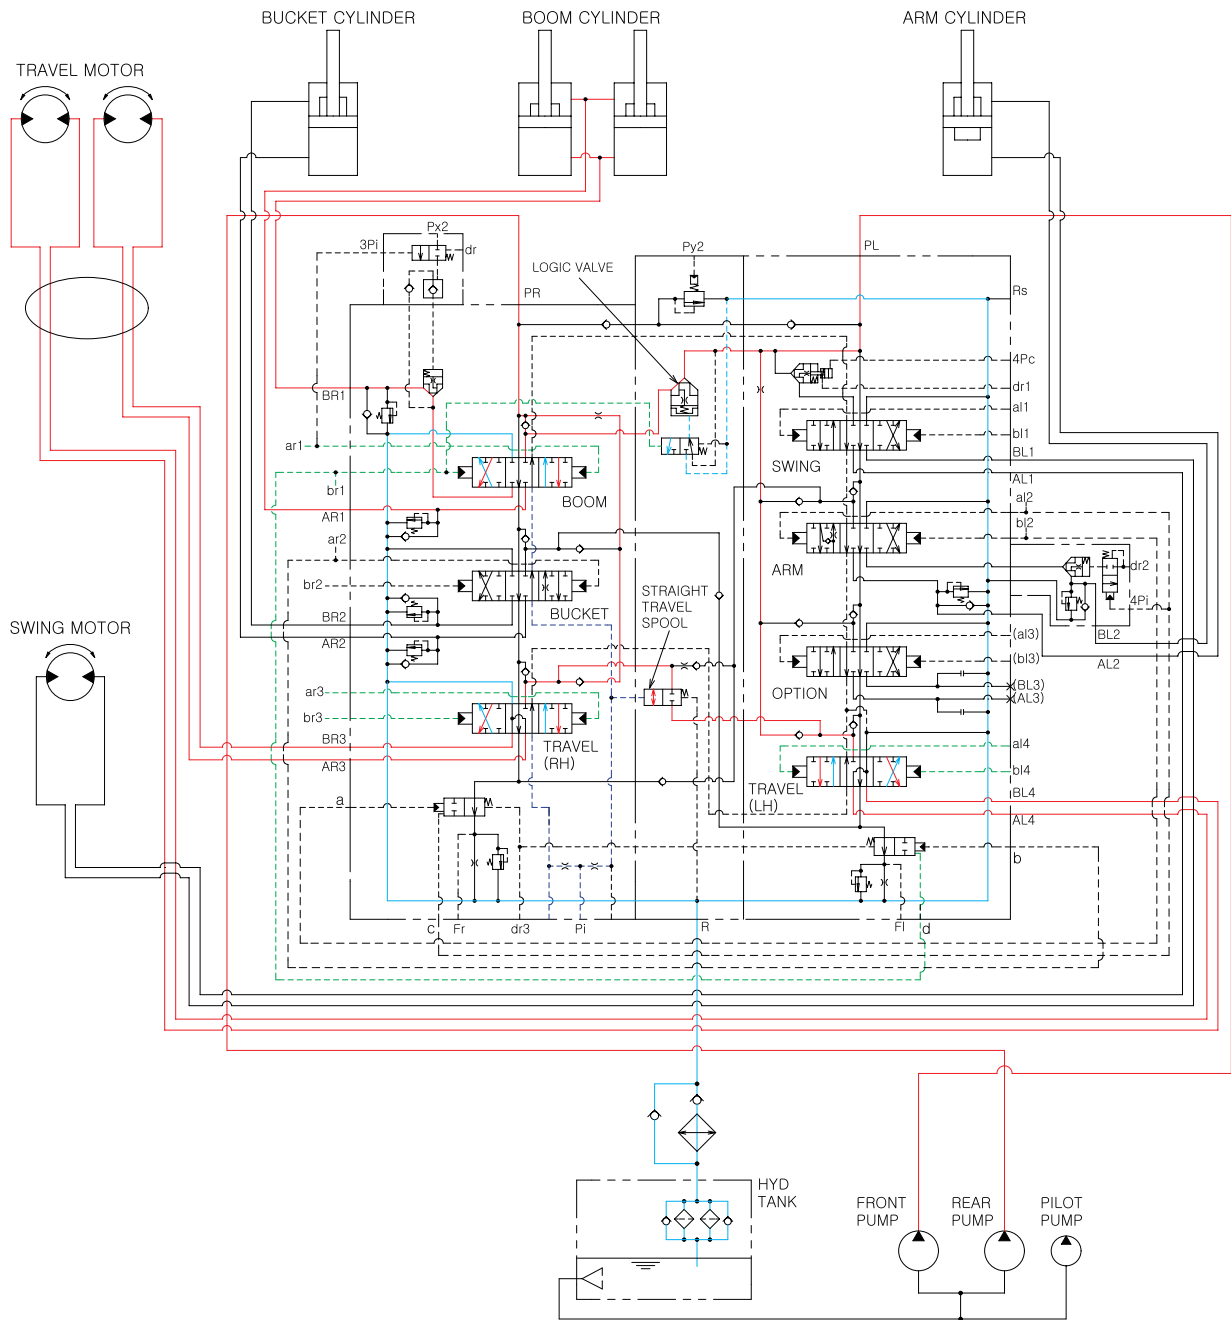 BUCKET CYLINDER
BOOM CYLINDER
ARM CYLINDER
TRAVEL MOTOR
Px2
3Pi
dr
Py2
PL
LOGIC VALVE
PR
Rs
4Pc
dr1
BR1
al1
ar1
bl1
BL1
SWING
AL1
br1
BOOM
al2
AR1
bl2
ar2
ARM
dr2
br2
STRAIGHT
TRAVEL
SPOOL
4Pi
BUCKET
BR2
SWING MOTOR
(al3)
BL2
AR2
AL2
(bl3)
OPTION
(BL3)
ar3
(AL3)
br3
BR3
TRAVEL
(RH)
al4
AR3
bl4
TRAVEL
(LH)
BL4
a
AL4
b
c
Fr
dr3
Pi
R
Fl
d
HYD
TANK
FRONT
PUMP
REAR
PUMP
PILOT
PUMP